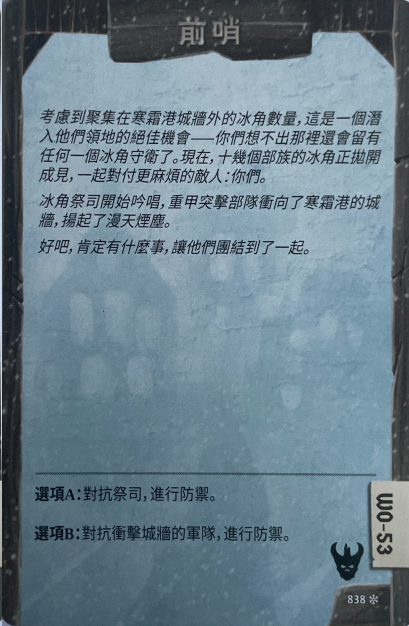 前哨
考慮到聚集在寒霜港城牆外的冰角數量，這是一個潛
入他們領地的絕佳機會——你們想不出那裡還會留有
任何一個冰角守衛了。現在，十幾個部族的冰角正拋開
成見，一起對付更麻煩的敵人：你們。
冰角祭司開始吟唱，重甲突擊部隊衝向了寒霜港的城
牆，揚起了漫天煙塵。
好吧，肯定有什麼事，讓他們團結到了一起。
選項A：對抗祭司，進行防禦。
選項B：對抗衝擊城牆的軍隊，進行防禦。
WO-53
838